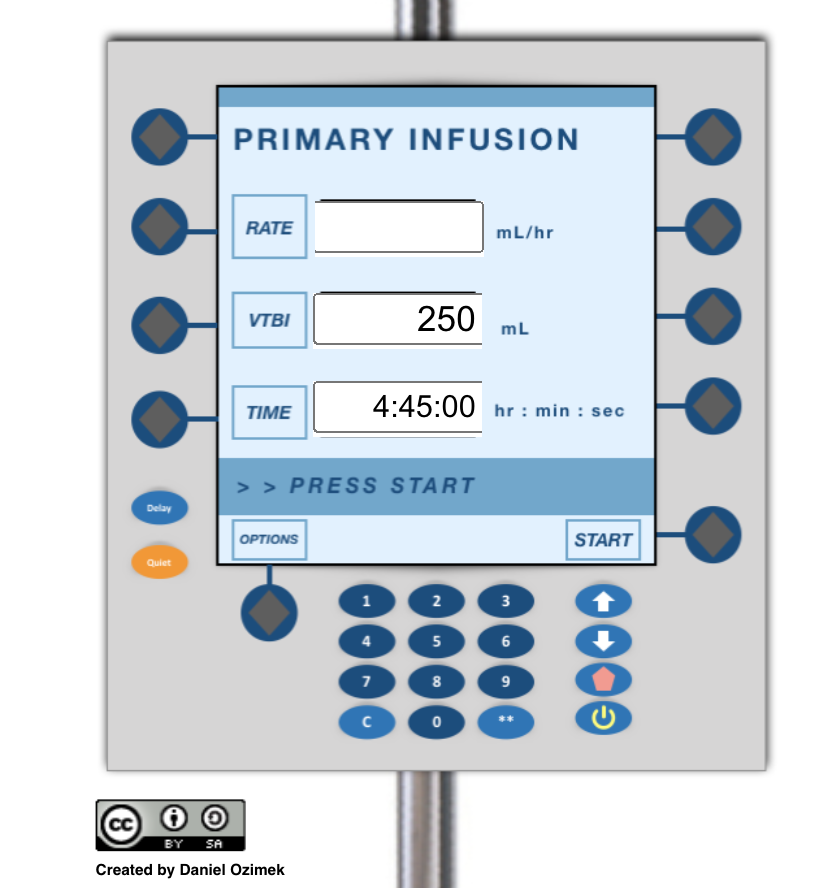 PRIMARY INFUSION
RATE mL/hr
VTBI 250 mL
TIME 4:45:00 hr : min : sec
> > PRESS START
Delay
OPTIONS START
Quiet
1 2 3
4 5 6
7 8 9
C 0 **
cc BY SA
Created by Daniel Ozimek